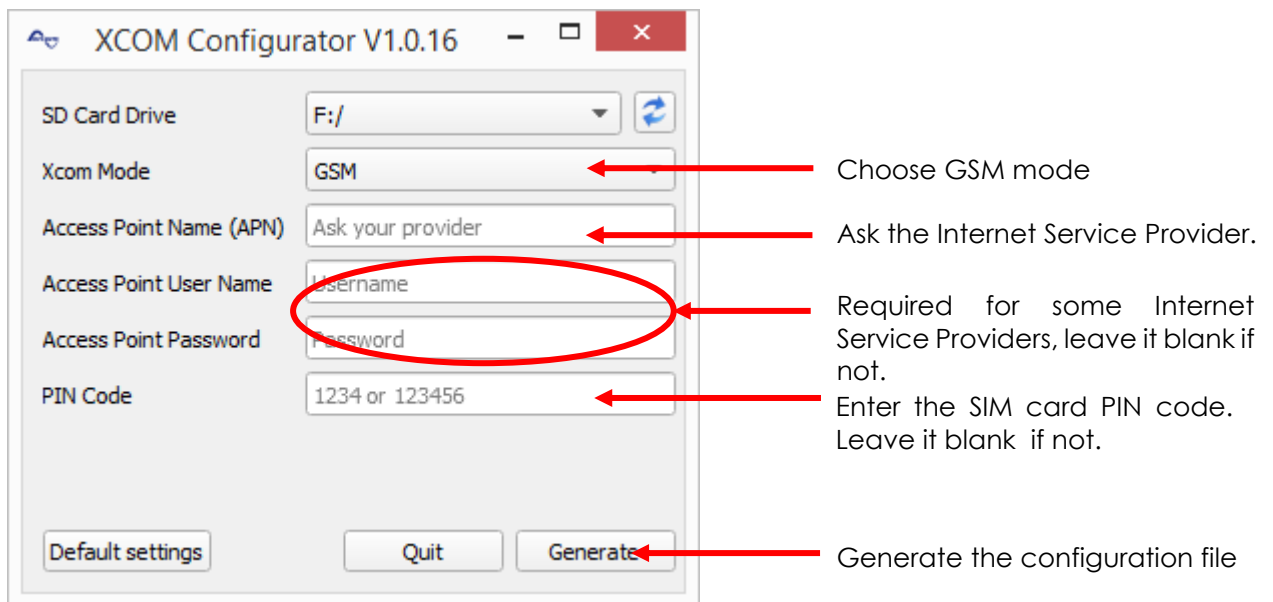 XCOM Configurator V1.0.16
SD Card Drive F:/
Xcom Mode GSM
Choose GSM mode
Access Point Name (APN) Ask your provider
Ask the Internet Service Provider.
Access Point User Name Username
Access Point Password Password
Required for some Internet
Service Providers, leave it blank if
not.
PIN Code 1234 or 123456
Enter the SIM card PIN code.
Leave it blank if not.
Default settings Quit Generate
Generate the configuration file